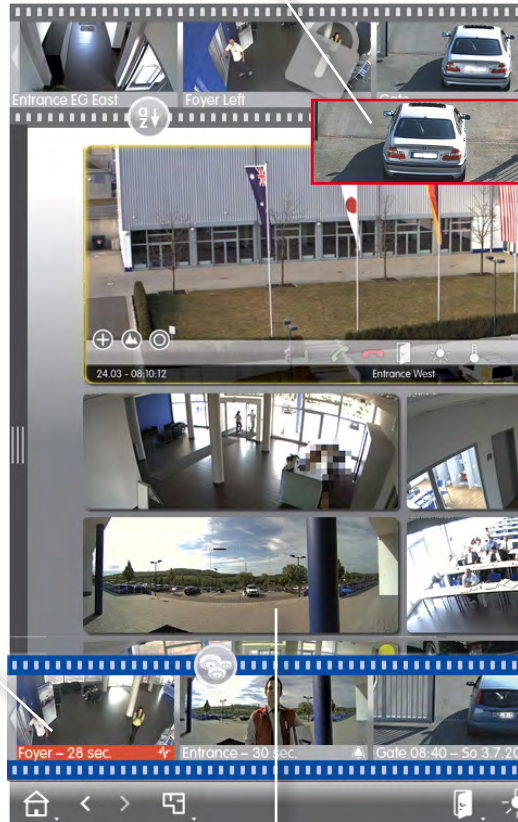 Entrance EG East
Foyer Left
Gate
a
z
24.03 - 08:10:12
Entrance West
Foyer – 28 sec.
Entrance – 30 sec.
Gate 08:40 – So 3.7.20